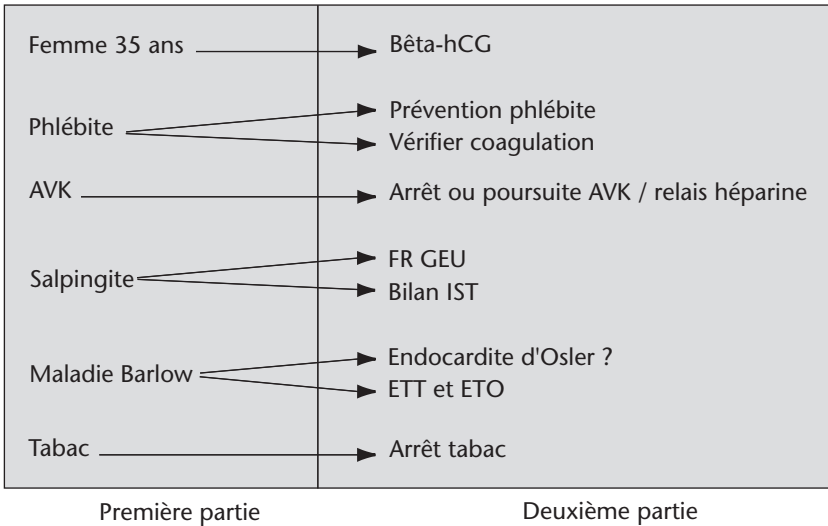 Femme 35 ans
Bêta-hCG
Phlébite
Prévention phlébite
Vérifier coagulation
AVK
Arrêt ou poursuite AVK / relais héparine
Salpingite
FR GEU
Bilan IST
Maladie Barlow
Endocardite d'Osler ?
ETT et ETO
Tabac
Arrêt tabac
Première partie
Deuxième partie